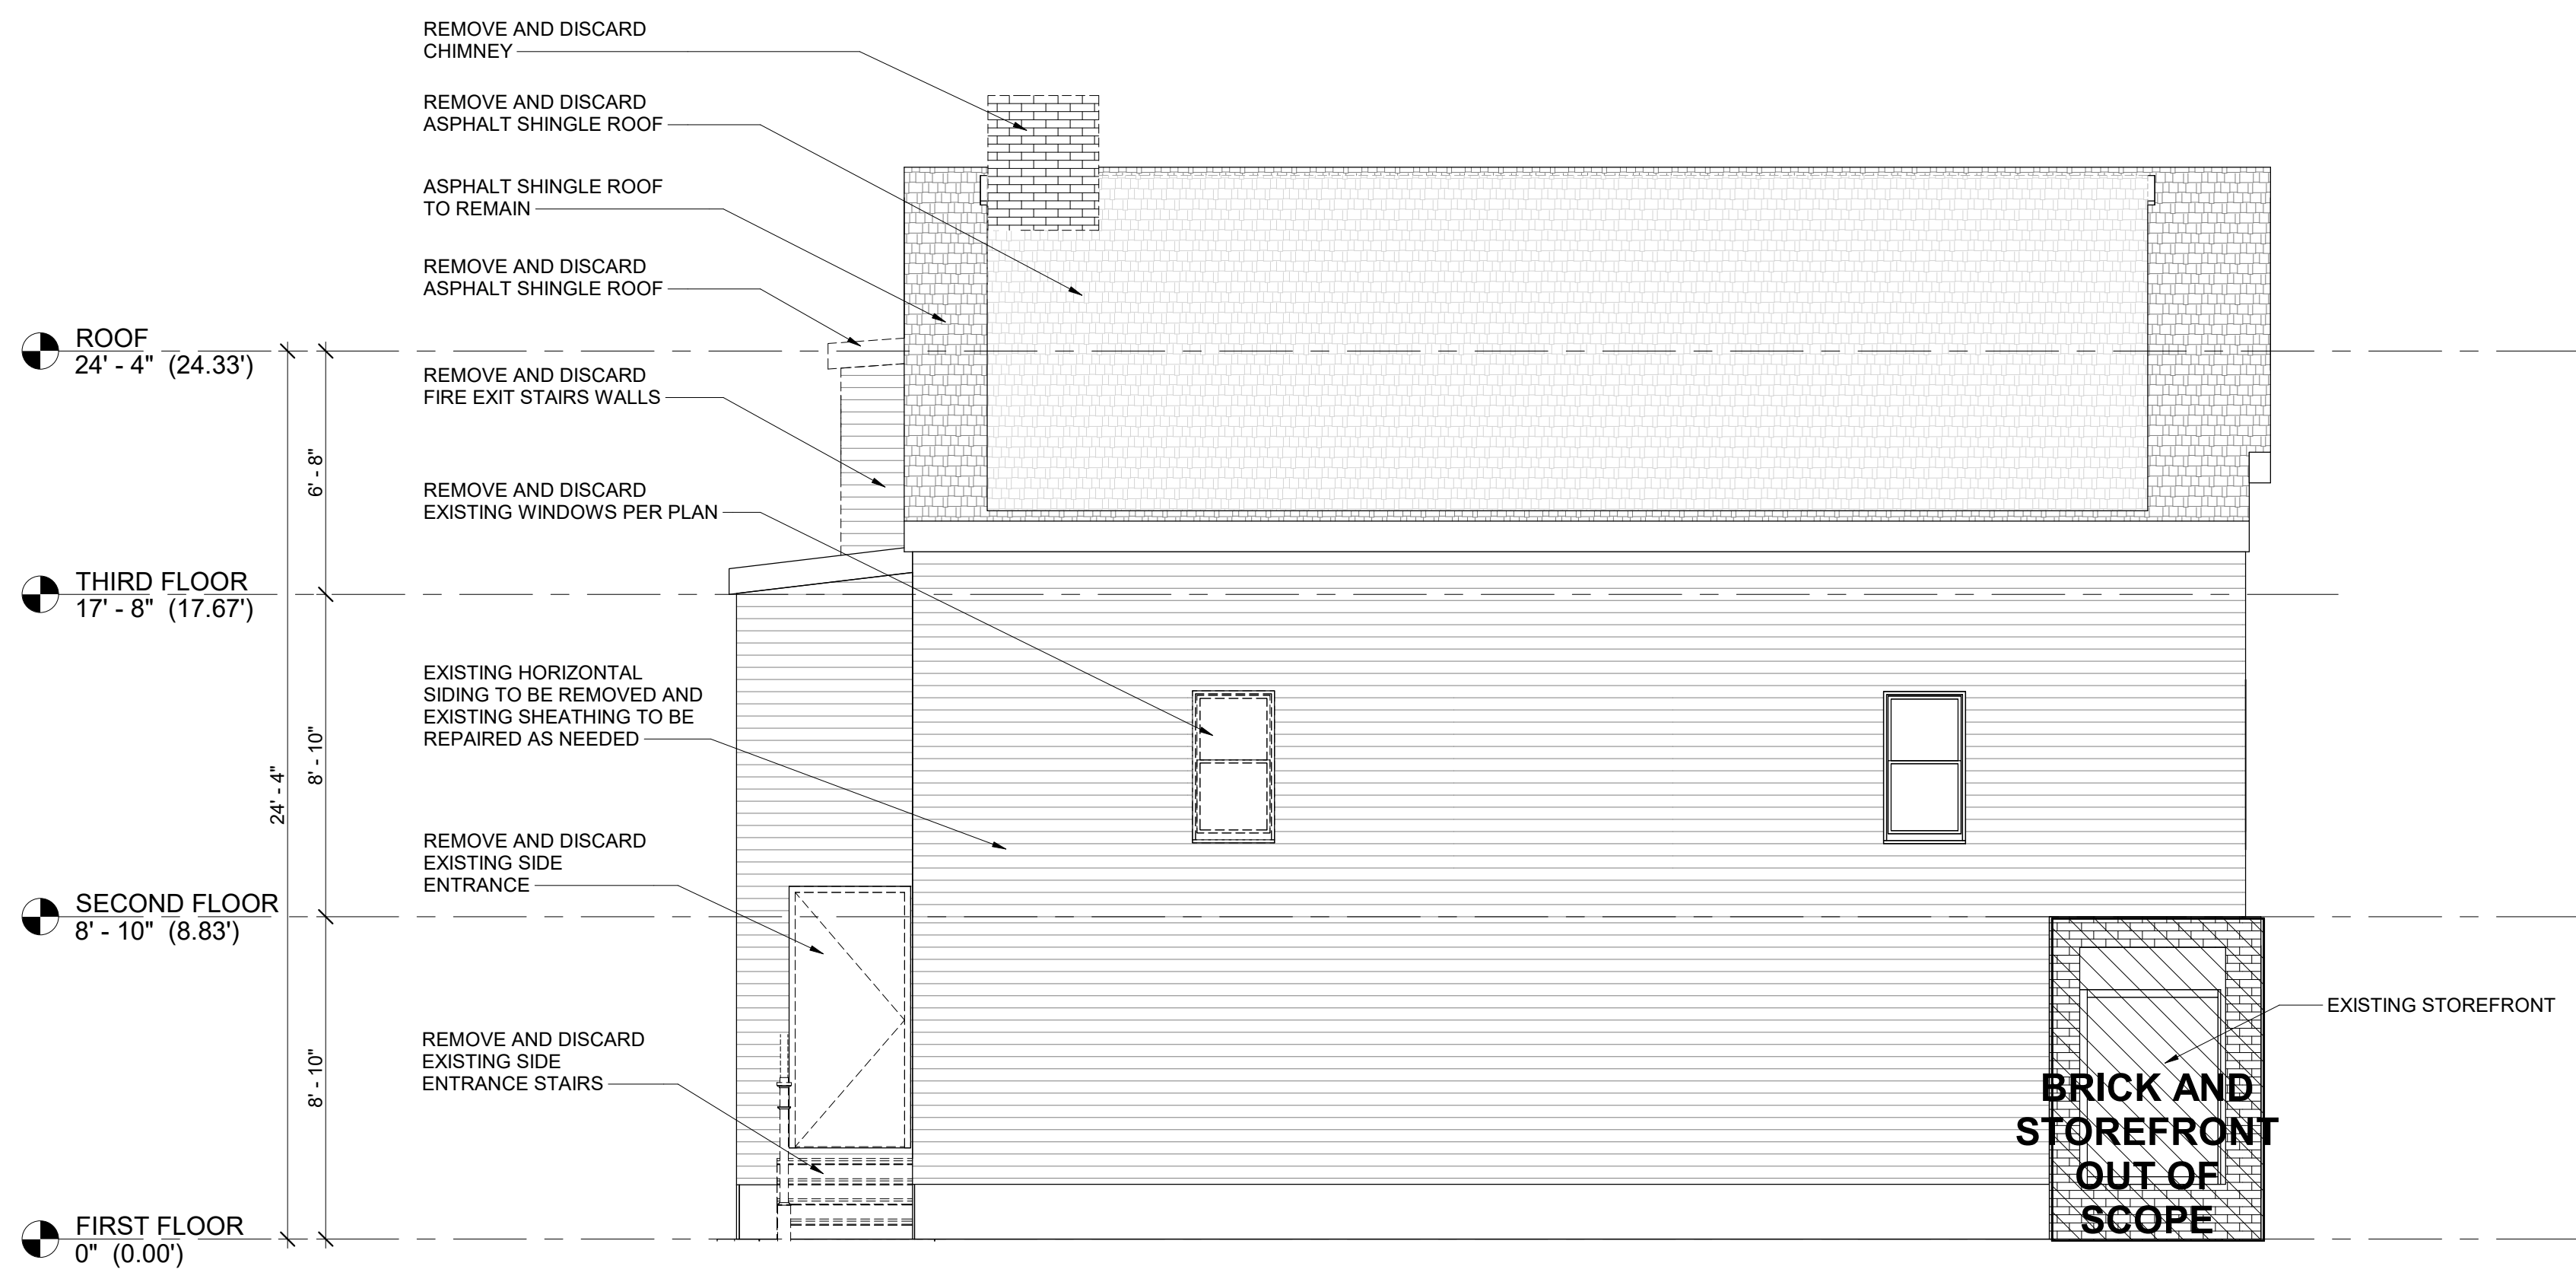 REMOVE AND DISCARD
CHIMNEY
REMOVE AND DISCARD
ASPHALT SHINGLE ROOF
ASPHALT SHINGLE ROOF
TO REMAIN
REMOVE AND DISCARD
ASPHALT SHINGLE ROOF
ROOF
24' - 4" (24.33')
REMOVE AND DISCARD
FIRE EXIT STAIRS WALLS
6' - 8"
REMOVE AND DISCARD
EXISTING WINDOWS PER PLAN
THIRD FLOOR
17' - 8" (17.67')
EXISTING HORIZONTAL
SIDING TO BE REMOVED AND
EXISTING SHEATHING TO BE
REPAIRED AS NEEDED
24' - 4"
8' - 10"
REMOVE AND DISCARD
EXISTING SIDE
ENTRANCE
SECOND FLOOR
8' - 10" (8.83')
EXISTING STOREFRONT
REMOVE AND DISCARD
EXISTING SIDE
ENTRANCE STAIRS
8' - 10"
BRICK AND
STOREFRONT
OUT OF
SCOPE
FIRST FLOOR
0" (0.00')